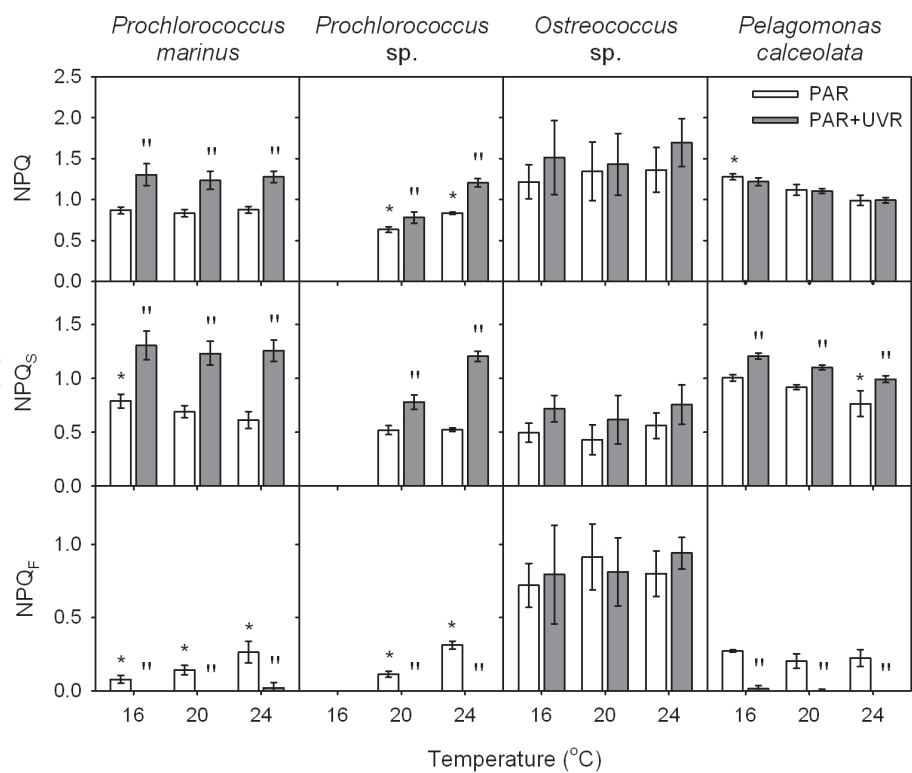 Prochlorococcus marinus
Prochlorococcus sp.
Ostreococcus sp.
Pelagomonas calceolata
NPQ
2.5
2.0
1.5
1.0
0.5
0.0
PAR
PAR+UVR
" " "
* " * "
*
NPQS
1.5
1.0
0.5
0.0
* " " "
" "
" " * "
NPQF
1.0
0.5
0.0
* " * " * "
* " * "
" " "
16 20 24
16 20 24
16 20 24
16 20 24
Temperature (°C)